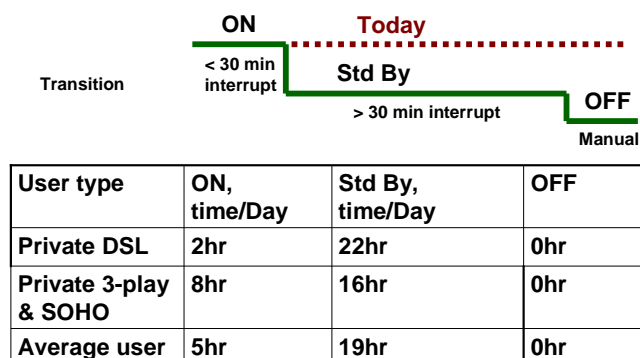 ON Today
< 30 min
interrupt
Transition
Std By
> 30 min interrupt
OFF
Manual
User type ON, time/Day Std By, time/Day OFF
Private DSL 2hr 22hr 0hr
Private 3-play & SOHO 8hr 16hr 0hr
Average user 5hr 19hr 0hr